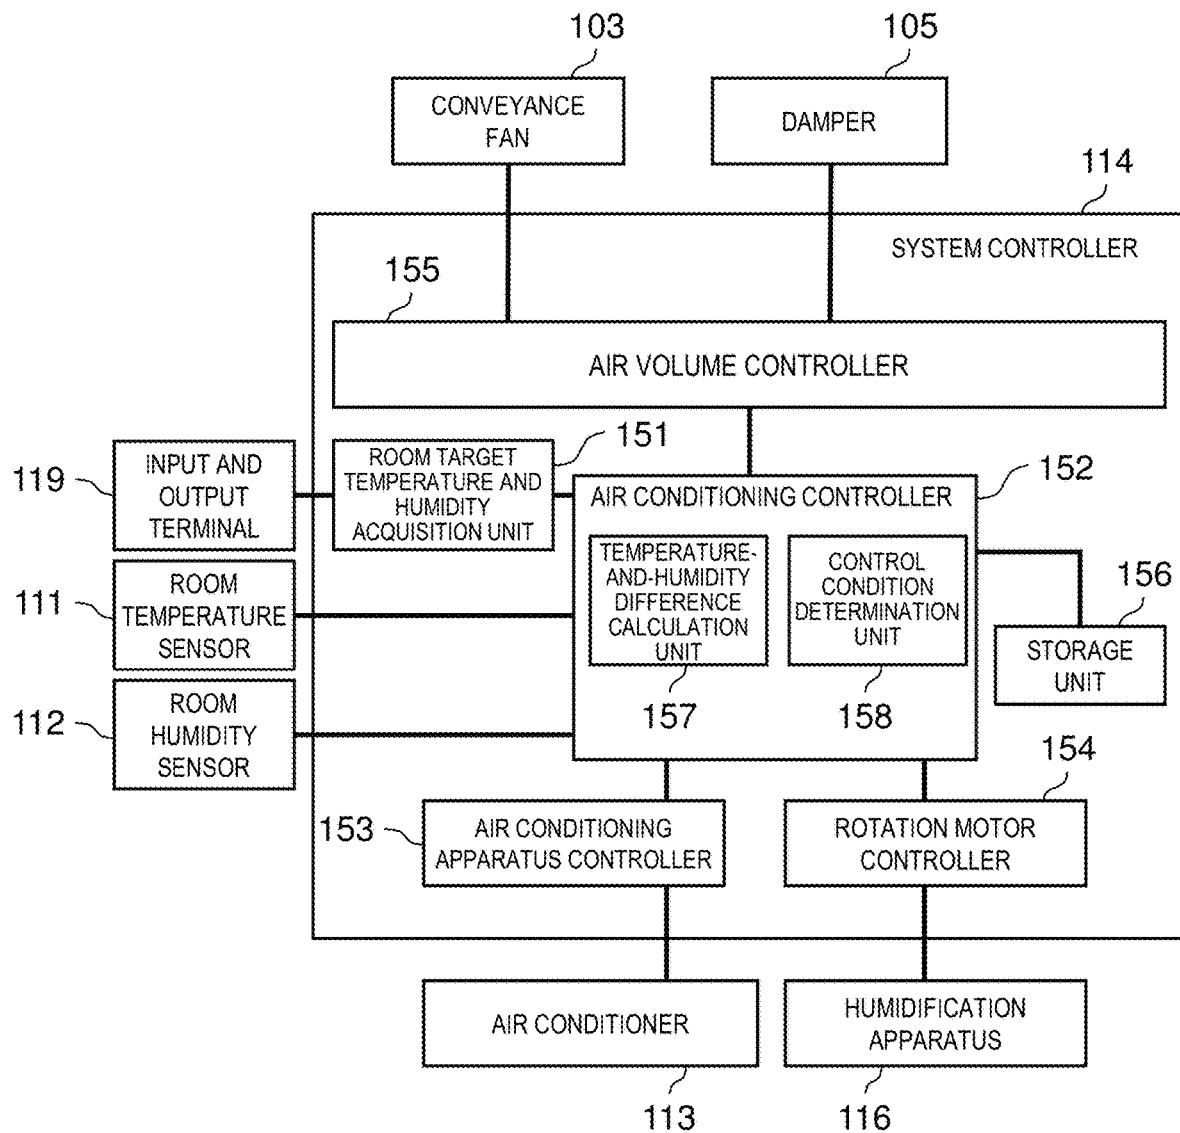 103
105
CONVEYANCE
FAN
DAMPER
114
SYSTEM CONTROLLER
155
AIR VOLUME CONTROLLER
151
119
INPUT AND
OUTPUT
TERMINAL
ROOM TARGET
TEMPERATURE AND
HUMIDITY
ACQUISITION UNIT
152
AIR CONDITIONING CONTROLLER
TEMPERATURE-
AND-HUMIDITY
DIFFERENCE
CALCULATION
UNIT
CONTROL
CONDITION
DETERMINATION
UNIT
156
111
ROOM
TEMPERATURE
SENSOR
STORAGE
UNIT
157
158
112
ROOM
HUMIDITY
SENSOR
154
153
AIR CONDITIONING
APPARATUS CONTROLLER
ROTATION MOTOR
CONTROLLER
AIR CONDITIONER
HUMIDIFICATION
APPARATUS
113
116